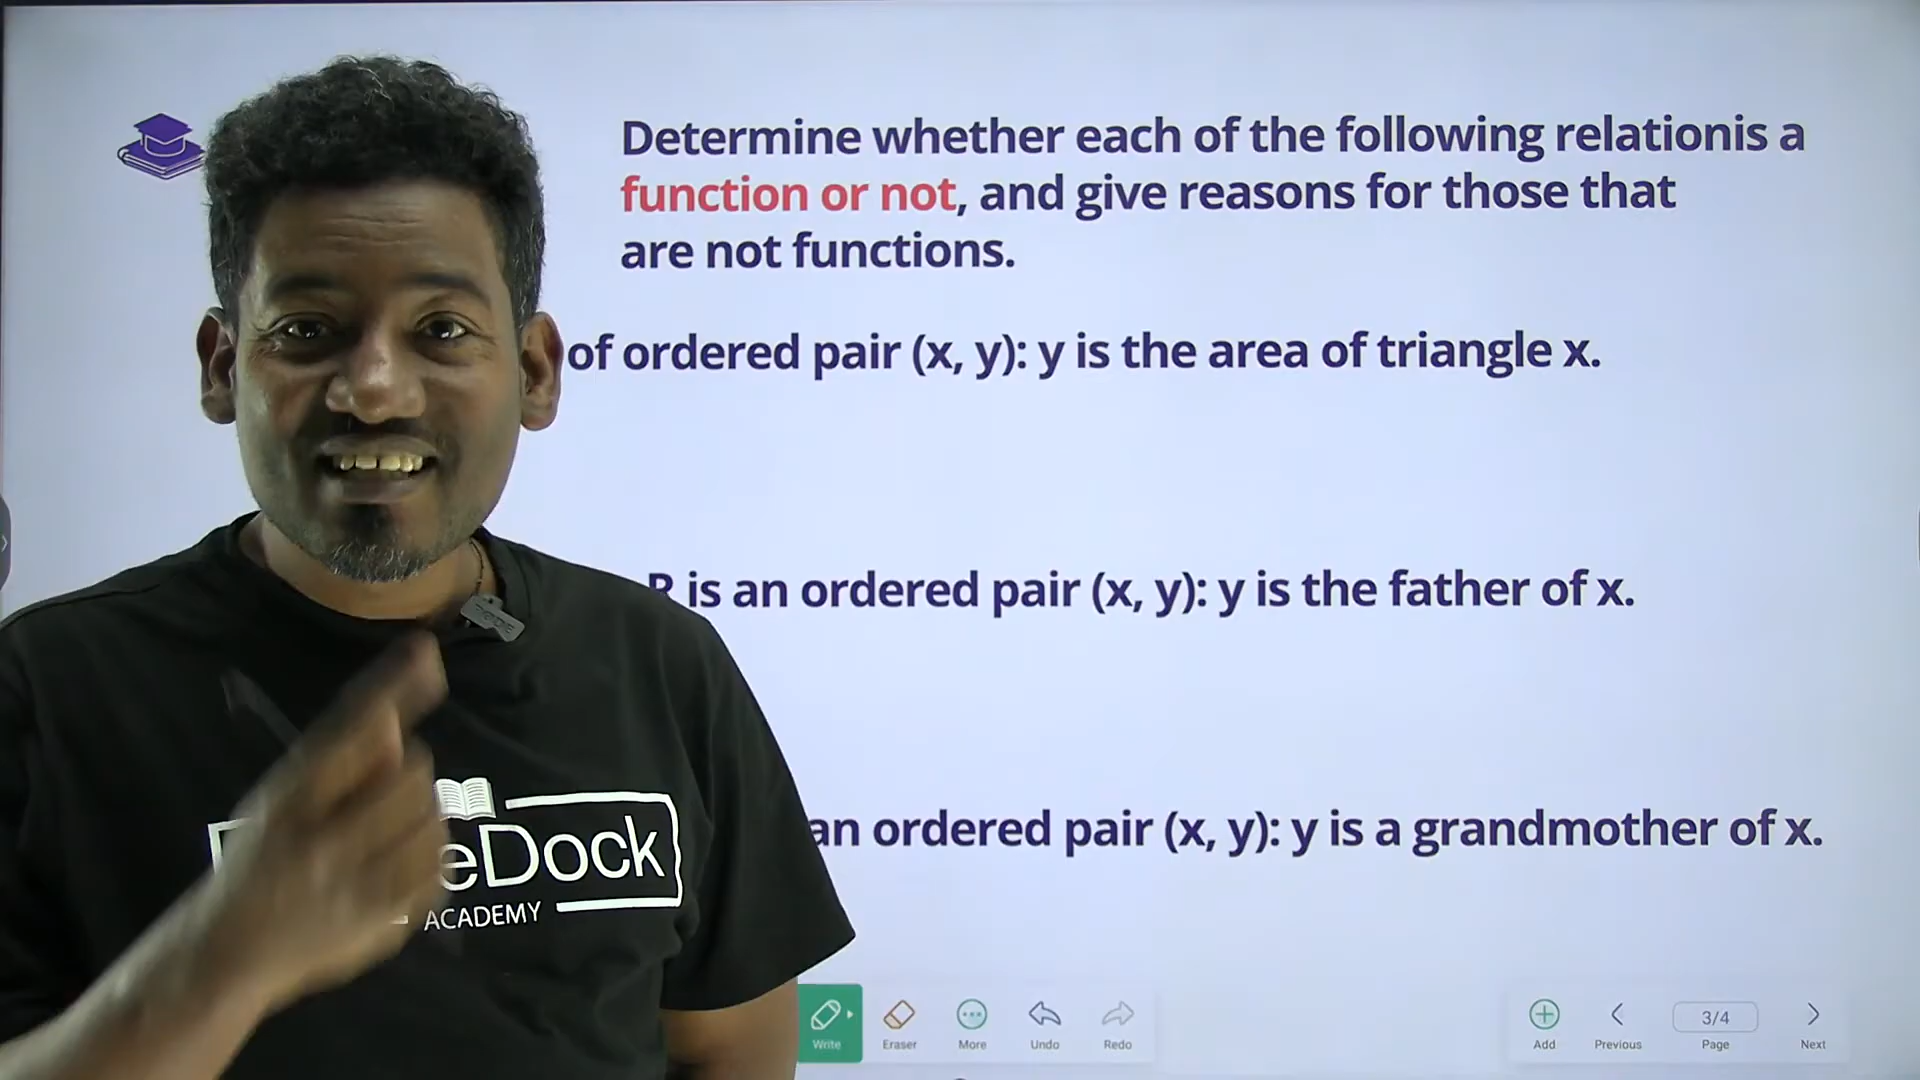 Determine whether each of the following relationis a
function or not, and give reasons for those that
are not functions.
of ordered pair (x, y): y is the area of triangle x.
R is an ordered pair (x, y): y is the father of x.
an ordered pair (x, y): y is a grandmother of x.
eDock
ACADEMY
Write
Eraser
More
Undo
Redo
Add
Previous
3/4
Page
Next